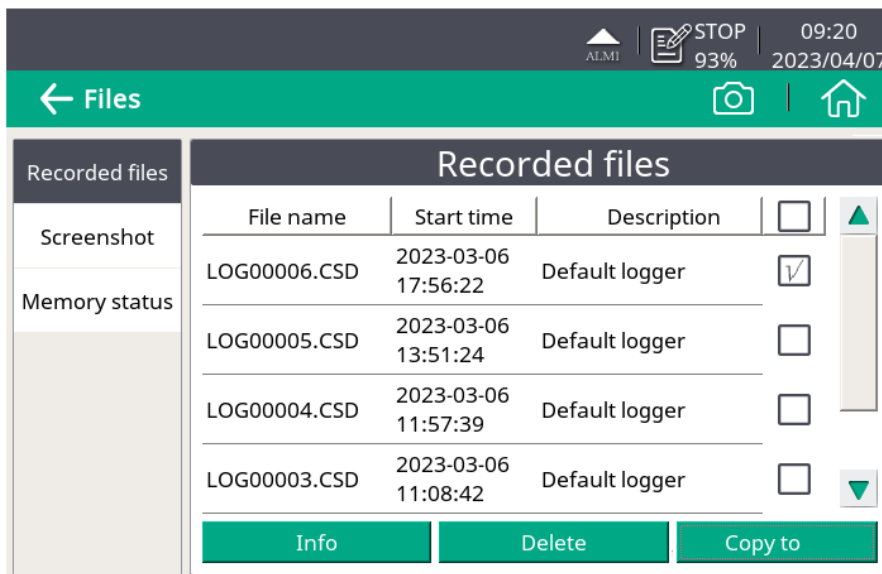 ALMI
STOP
93%
09:20
2023/04/07
Files
Recorded files
Screenshot
Memory status
Recorded files
File name Start time Description
LOG00006.CSD 2023-03-06 17:56:22 Default logger
LOG00005.CSD 2023-03-06 13:51:24 Default logger
LOG00004.CSD 2023-03-06 11:57:39 Default logger
LOG00003.CSD 2023-03-06 11:08:42 Default logger
Info Delete Copy to